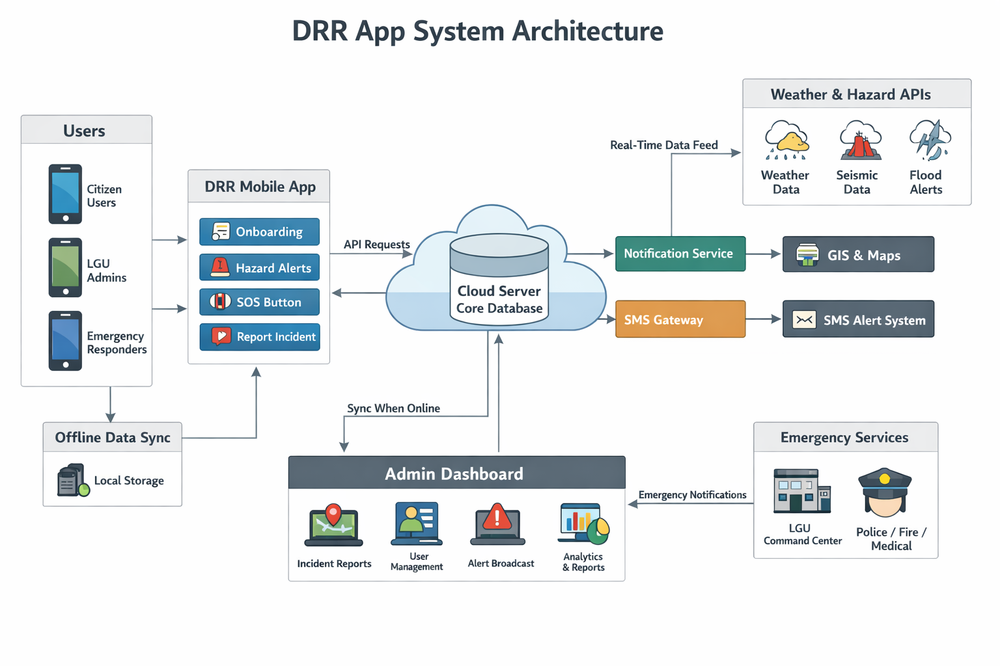 DRR App System Architecture
Users
Citizen
Users
LGU
Admins
Emergency
Responders
Offline Data Sync
Local Storage
DRR Mobile App
Onboarding
Hazard Alerts
SOS Button
Report Incident
API Requests
Cloud Server
Core Database
Sync When Online
Admin Dashboard
Incident Reports
User
Management
Alert Broadcast
Analytics
& Reports
Real-Time Data Feed
Weather & Hazard APIs
Weather
Data
Seismic
Data
Flood
Alerts
Notification Service
GIS & Maps
SMS Gateway
SMS Alert System
Emergency Notifications
Emergency Services
LGU
Command Center
Police / Fire /
Medical